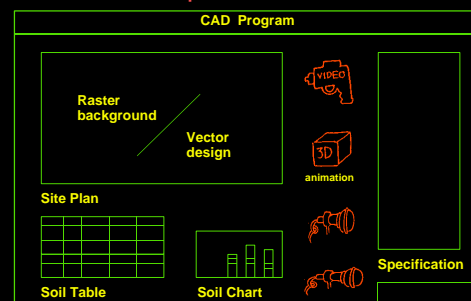 CAD Program
Raster
background
Vector
design
Site Plan
VIDEO
3D
animation
Soil Table
Soil Chart
Specification